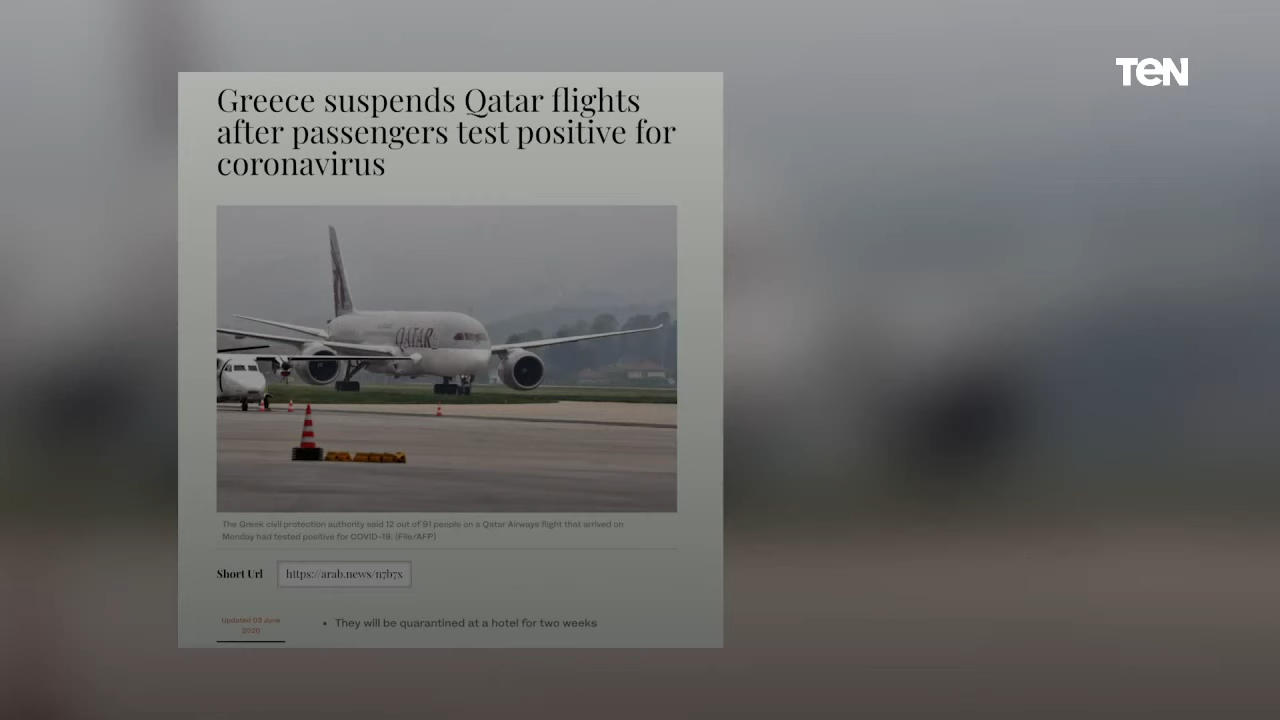 TeN
Greece suspends Qatar flights
after passengers test positive for
coronavirus
QATAR
The Greek civil protection authority said 12 out of 91 people on a Qatar Airways flight that arrived on
Monday had tested positive for COVID-19. (File/AFP)
Short Url
https://arab.news/n7b7x
Updated 03 June
2020
• They will be quarantined at a hotel for two weeks